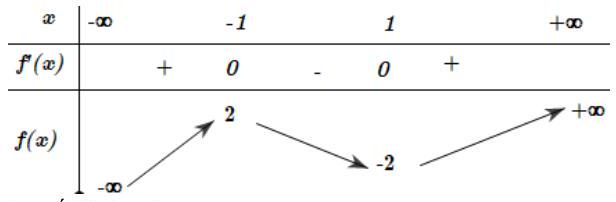 x -∞ -1 1 +∞
f'(x) + 0 - 0 +
2 +∞
f(x)
-2
-∞